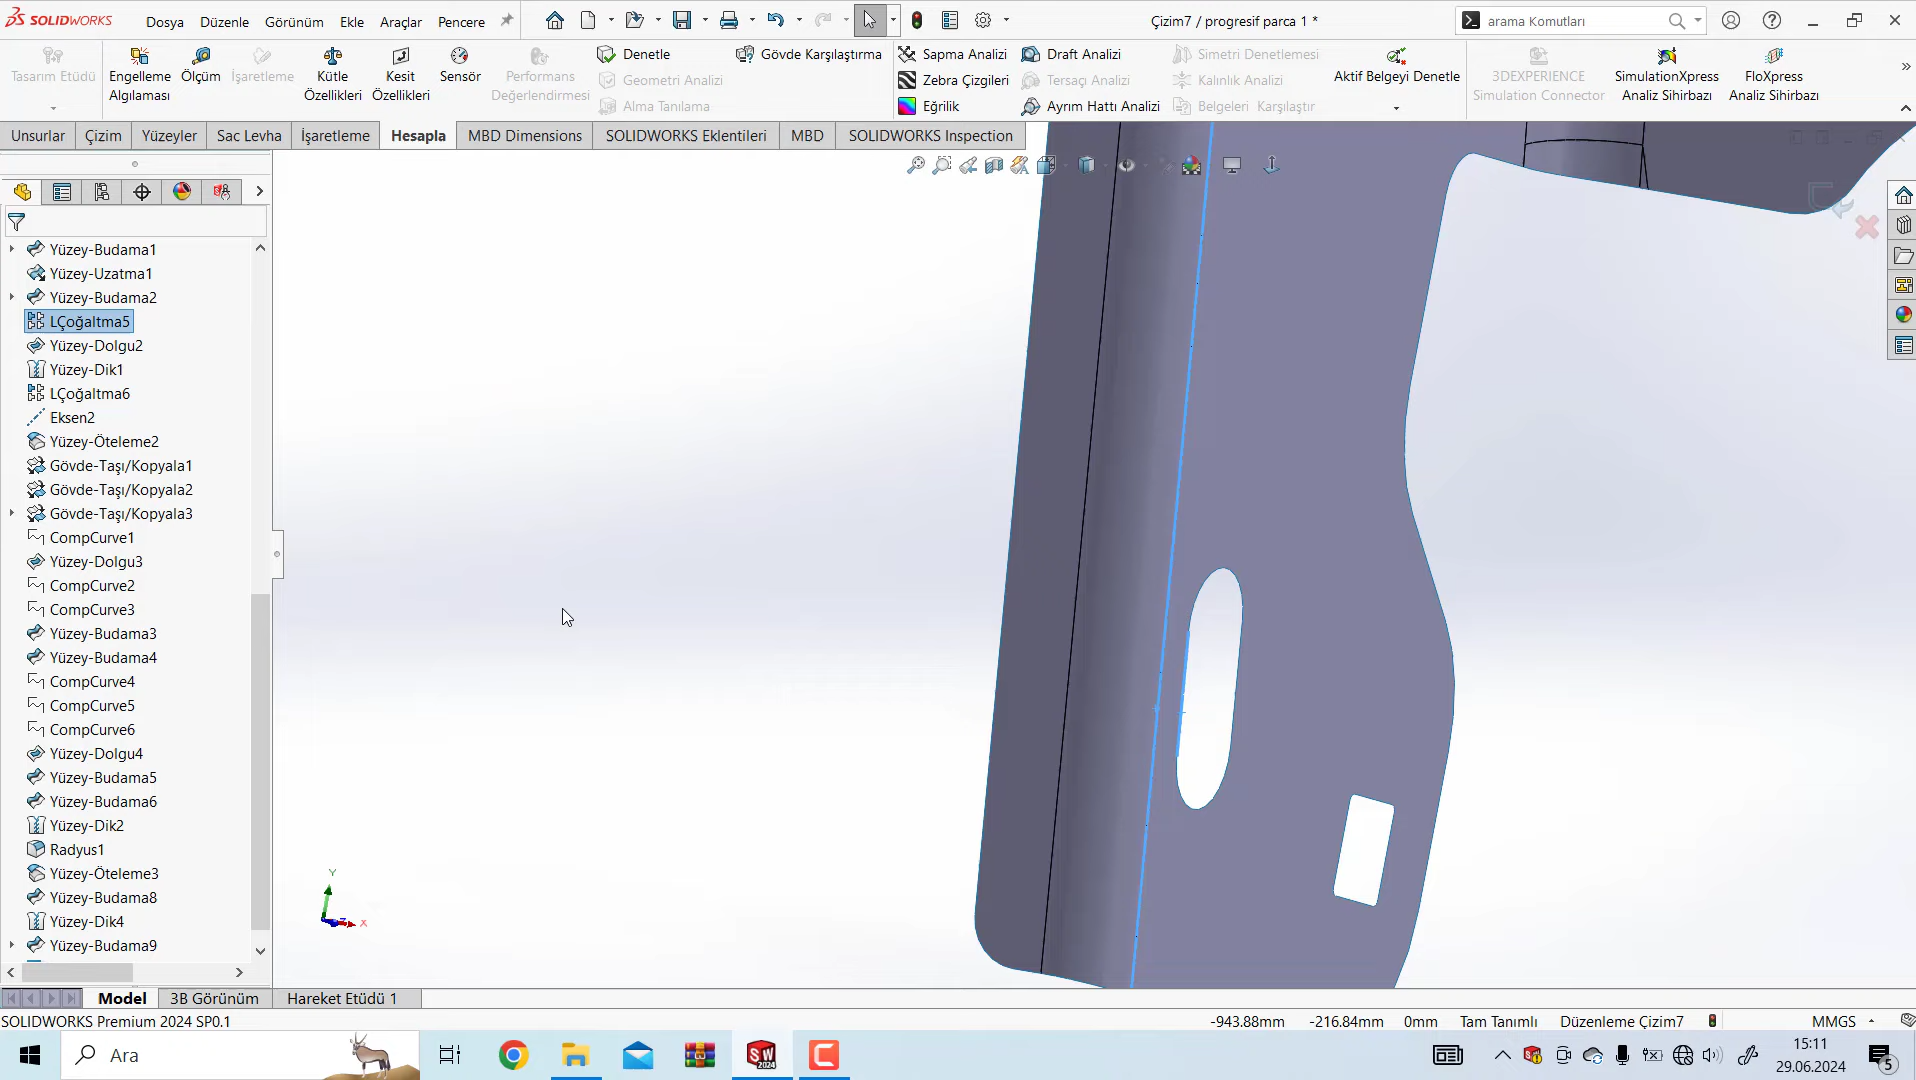 SOLIDWORKS
Dosya
Düzenle
Görünüm
Ekle
Araçlar
Pencere
Çizim7 / progresif parca 1 *
arama Komutları
Tasarım Etüdü
Engelleme
Algılaması
Ölçüm
İşaretleme
Kütle
Özellikleri
Kesit
Özellikleri
Sensör
Performans
Değerlendirmesi
Denetle
Geometri Analizi
Alma Tanılama
Gövde Karşılaştırma
Sapma Analizi
Zebra Çizgileri
Eğrilik
Draft Analizi
Tersaçı Analizi
Ayrım Hattı Analizi
Simetri Denetlemesi
Kalınlık Analizi
Belgeleri Karşılaştır
Aktif Belgeyi Denetle
3DEXPERIENCE
Simulation Connector
SimulationXpress
Analiz Sihirbazı
FloXpress
Analiz Sihirbazı
Unsurlar
Çizim
Yüzeyler
Sac Levha
İşaretleme
Hesapla
MBD Dimensions
SOLIDWORKS Eklentileri
MBD
SOLIDWORKS Inspection
Yüzey-Budama1
Yüzey-Uzatma1
Yüzey-Budama2
LÇoğaltma5
Yüzey-Dolgu2
Yüzey-Dik1
LÇoğaltma6
Eksen2
Yüzey-Öteleme2
Gövde-Taşı/Kopyala1
Gövde-Taşı/Kopyala2
Gövde-Taşı/Kopyala3
CompCurve1
Yüzey-Dolgu3
CompCurve2
CompCurve3
Yüzey-Budama3
Yüzey-Budama4
CompCurve4
CompCurve5
CompCurve6
Yüzey-Dolgu4
Yüzey-Budama5
Yüzey-Budama6
Yüzey-Dik2
Radyus1
Yüzey-Öteleme3
Yüzey-Budama8
Yüzey-Dik4
Yüzey-Budama9
Y
Z
X
Model
3B Görünüm
Hareket Etüdü 1
SOLIDWORKS Premium 2024 SP0.1
-943.88mm
-216.84mm
0mm
Tam Tanımlı
Düzenleme Çizim7
MMGS
Ara
SW
2024
15:11
29.06.2024
5